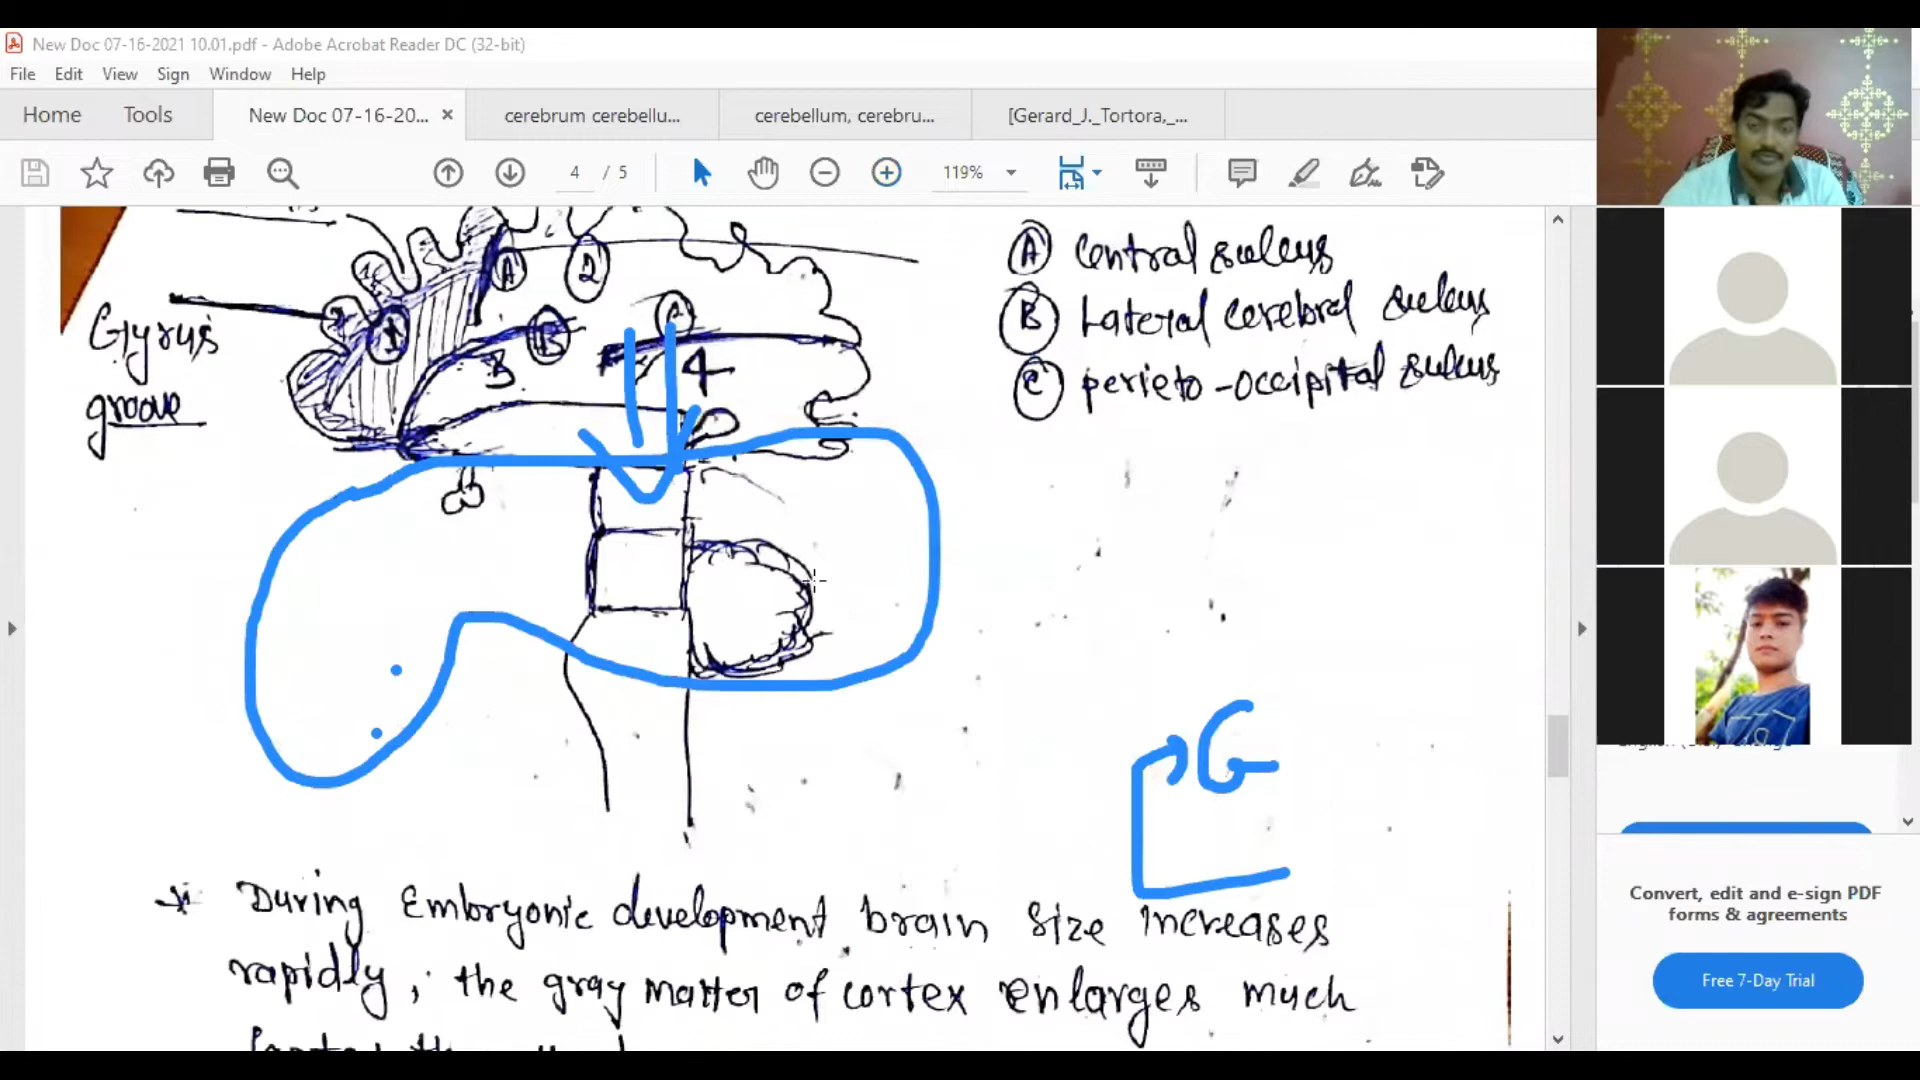 New Doc 07-16-2021 10.01.pdf - Adobe Acrobat Reader DC (32-bit)
File Edit View Sign Window Help
Home Tools New Doc 07-16-20... × cerebrum cerebellu... cerebellum, cerebru... [Gerard_J._Tortora,_...
4 / 5 119%
A Central sulcus
B Lateral cerebral sulcus
C perieto-occipital sulcus
Gyrus
groove
A 2
1 B C
3 4
G
During Embryonic development brain size increases
rapidly, the gray matter of cortex enlarges much
Convert, edit and e-sign PDF
forms & agreements
Free 7-Day Trial